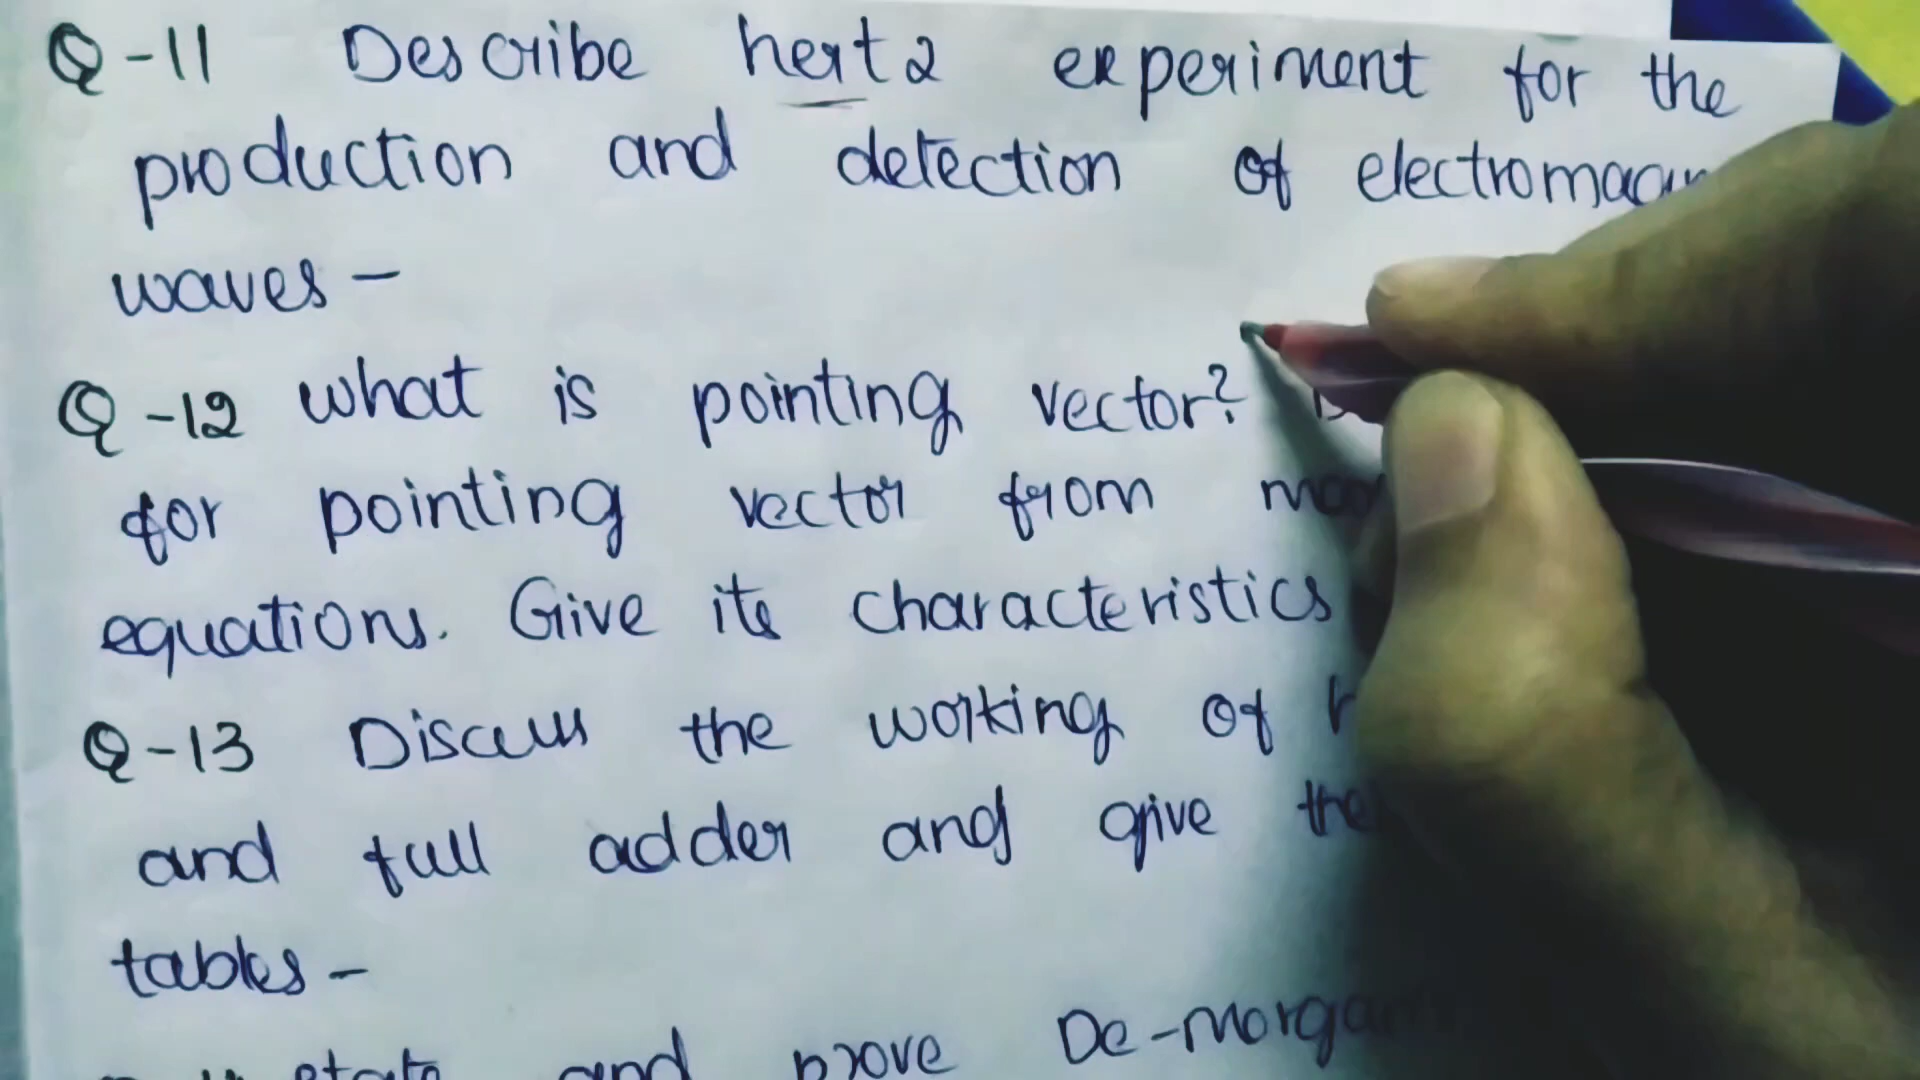 Q-11 Describe hertz experiment for the
production and detection of
waves -
Q-12 What is pointing vector?
for pointing vector from
equations. Give its characteristics
Q-13 Discuss the working of
and full adder and give
tables -
state and prove De-morgan